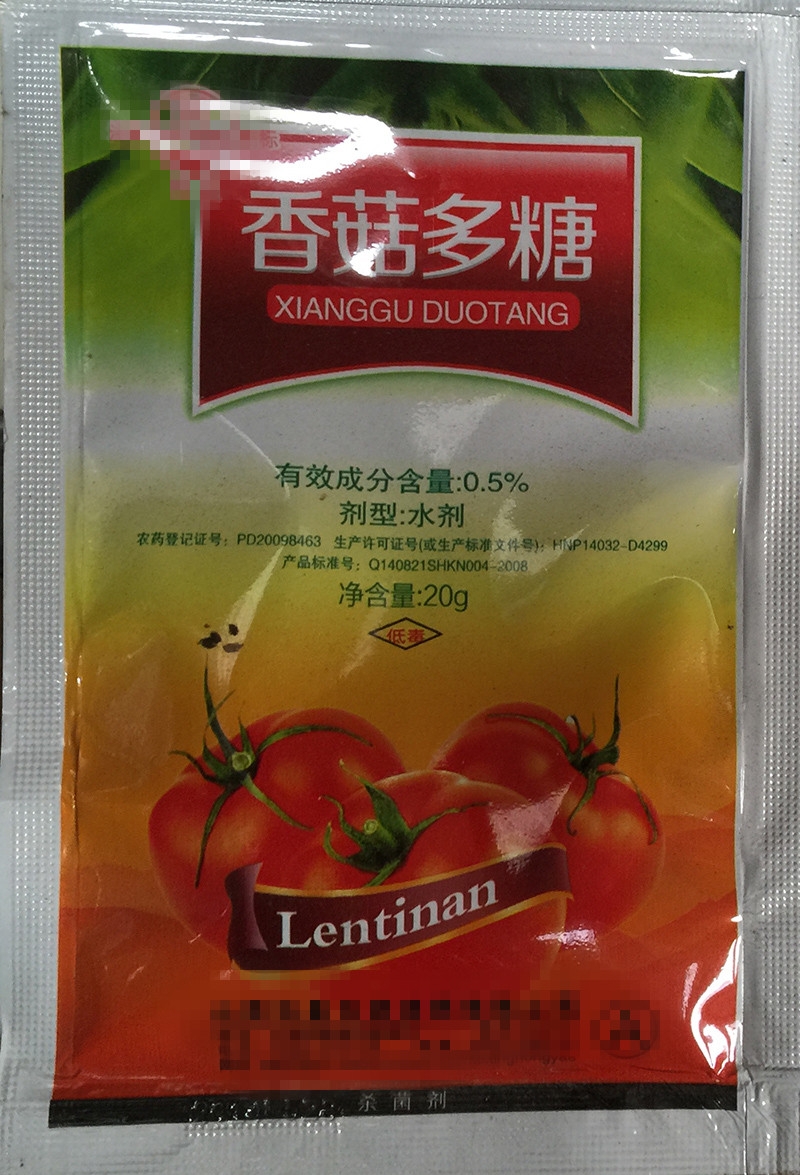 香菇多糖
XIANGGU DUOTANG
有效成分含量:0.5%
剂型:水剂
农药登记证号：PD20098463 生产许可证号(或生产标准文件号)：HNP14032-D4299
产品标准号：Q140821SHKN004-2008
净含量:20g
低毒
Lentinan
杀菌剂